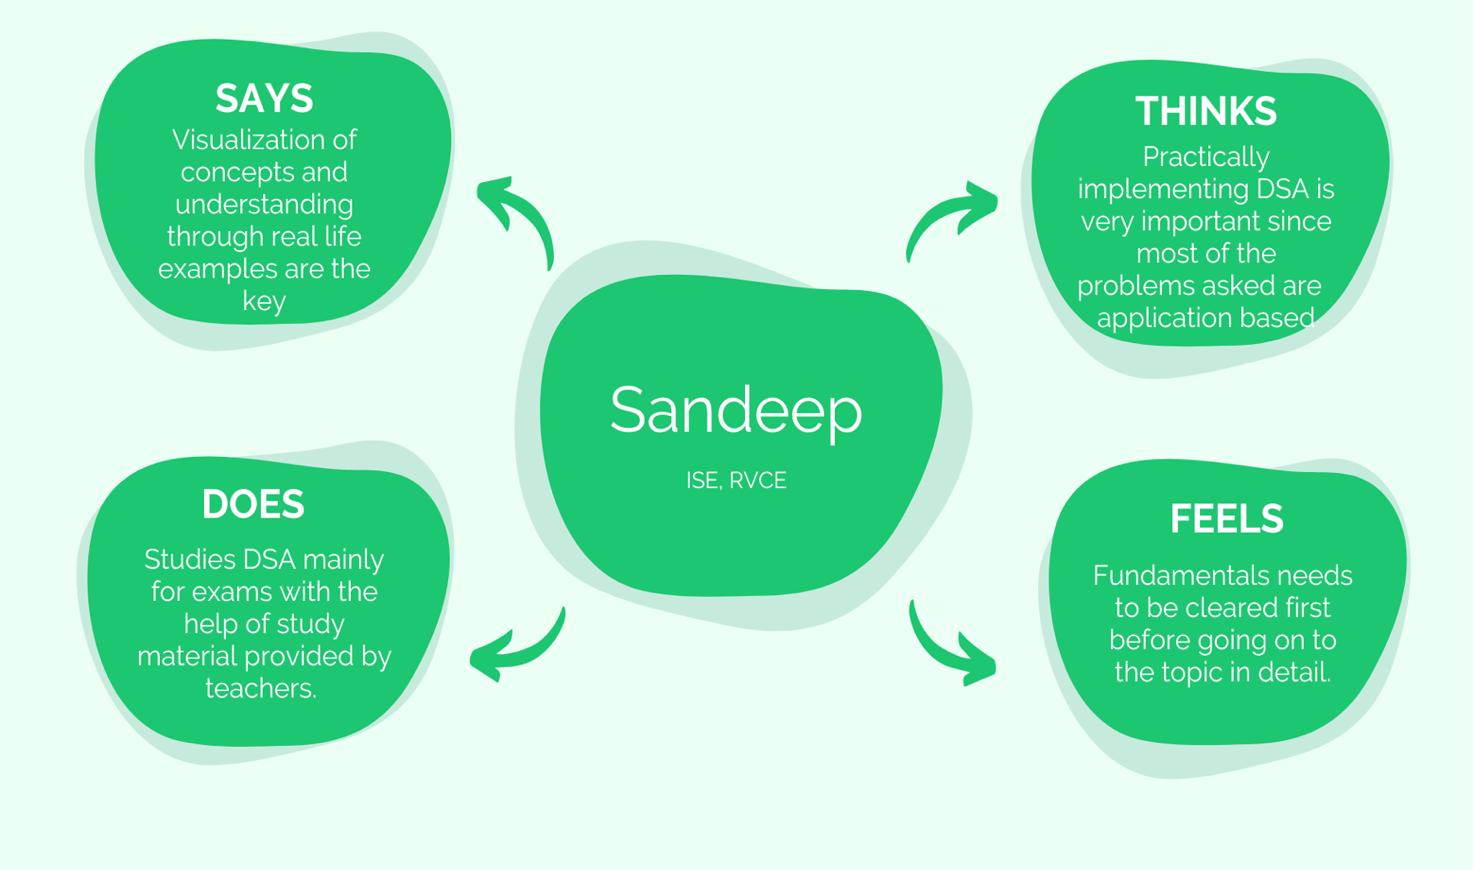 SAYS
Visualization of
concepts and
understanding
through real life
examples are the
key
THINKS
Practically
implementing DSA is
very important since
most of the
problems asked are
application based
Sandeep
ISE, RVCE
DOES
Studies DSA mainly
for exams with the
help of study
material provided by
teachers.
FEELS
Fundamentals needs
to be cleared first
before going on to
the topic in detail.